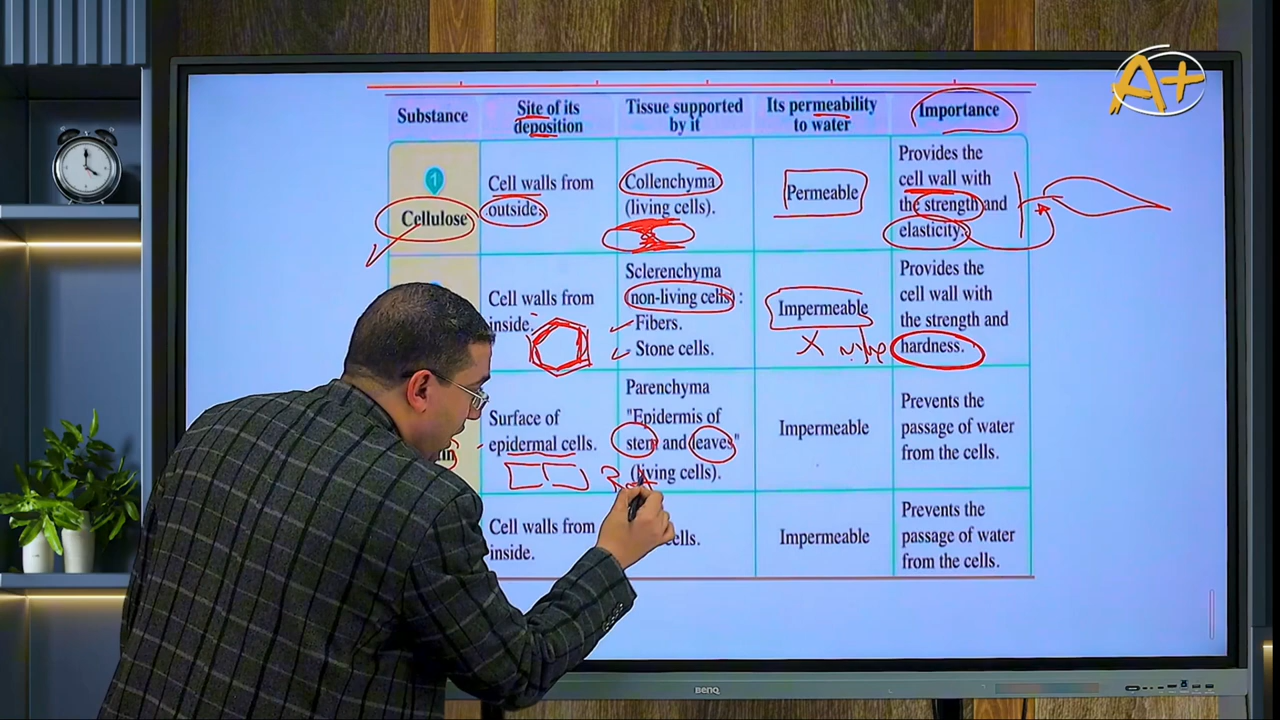 A+
Substance
Site of its
deposition
Tissue supported
by it
Its permeability
to water
Importance
1
Cellulose
Cell walls from
outside.
Collenchyma
(living cells).
Permeable
Provides the
cell wall with
the strength and
elasticity.
Cell walls from
inside.
Sclerenchyma
(non-living cells) :
Fibers.
Stone cells.
Impermeable
X
Provides the
cell wall with
the strength and
hardness.
Surface of
epidermal cells.
Parenchyma
"Epidermis of
stem and leaves"
(living cells).
Impermeable
Prevents the
passage of water
from the cells.
Cell walls from
inside.
Impermeable
Prevents the
passage of water
from the cells.
BENQ